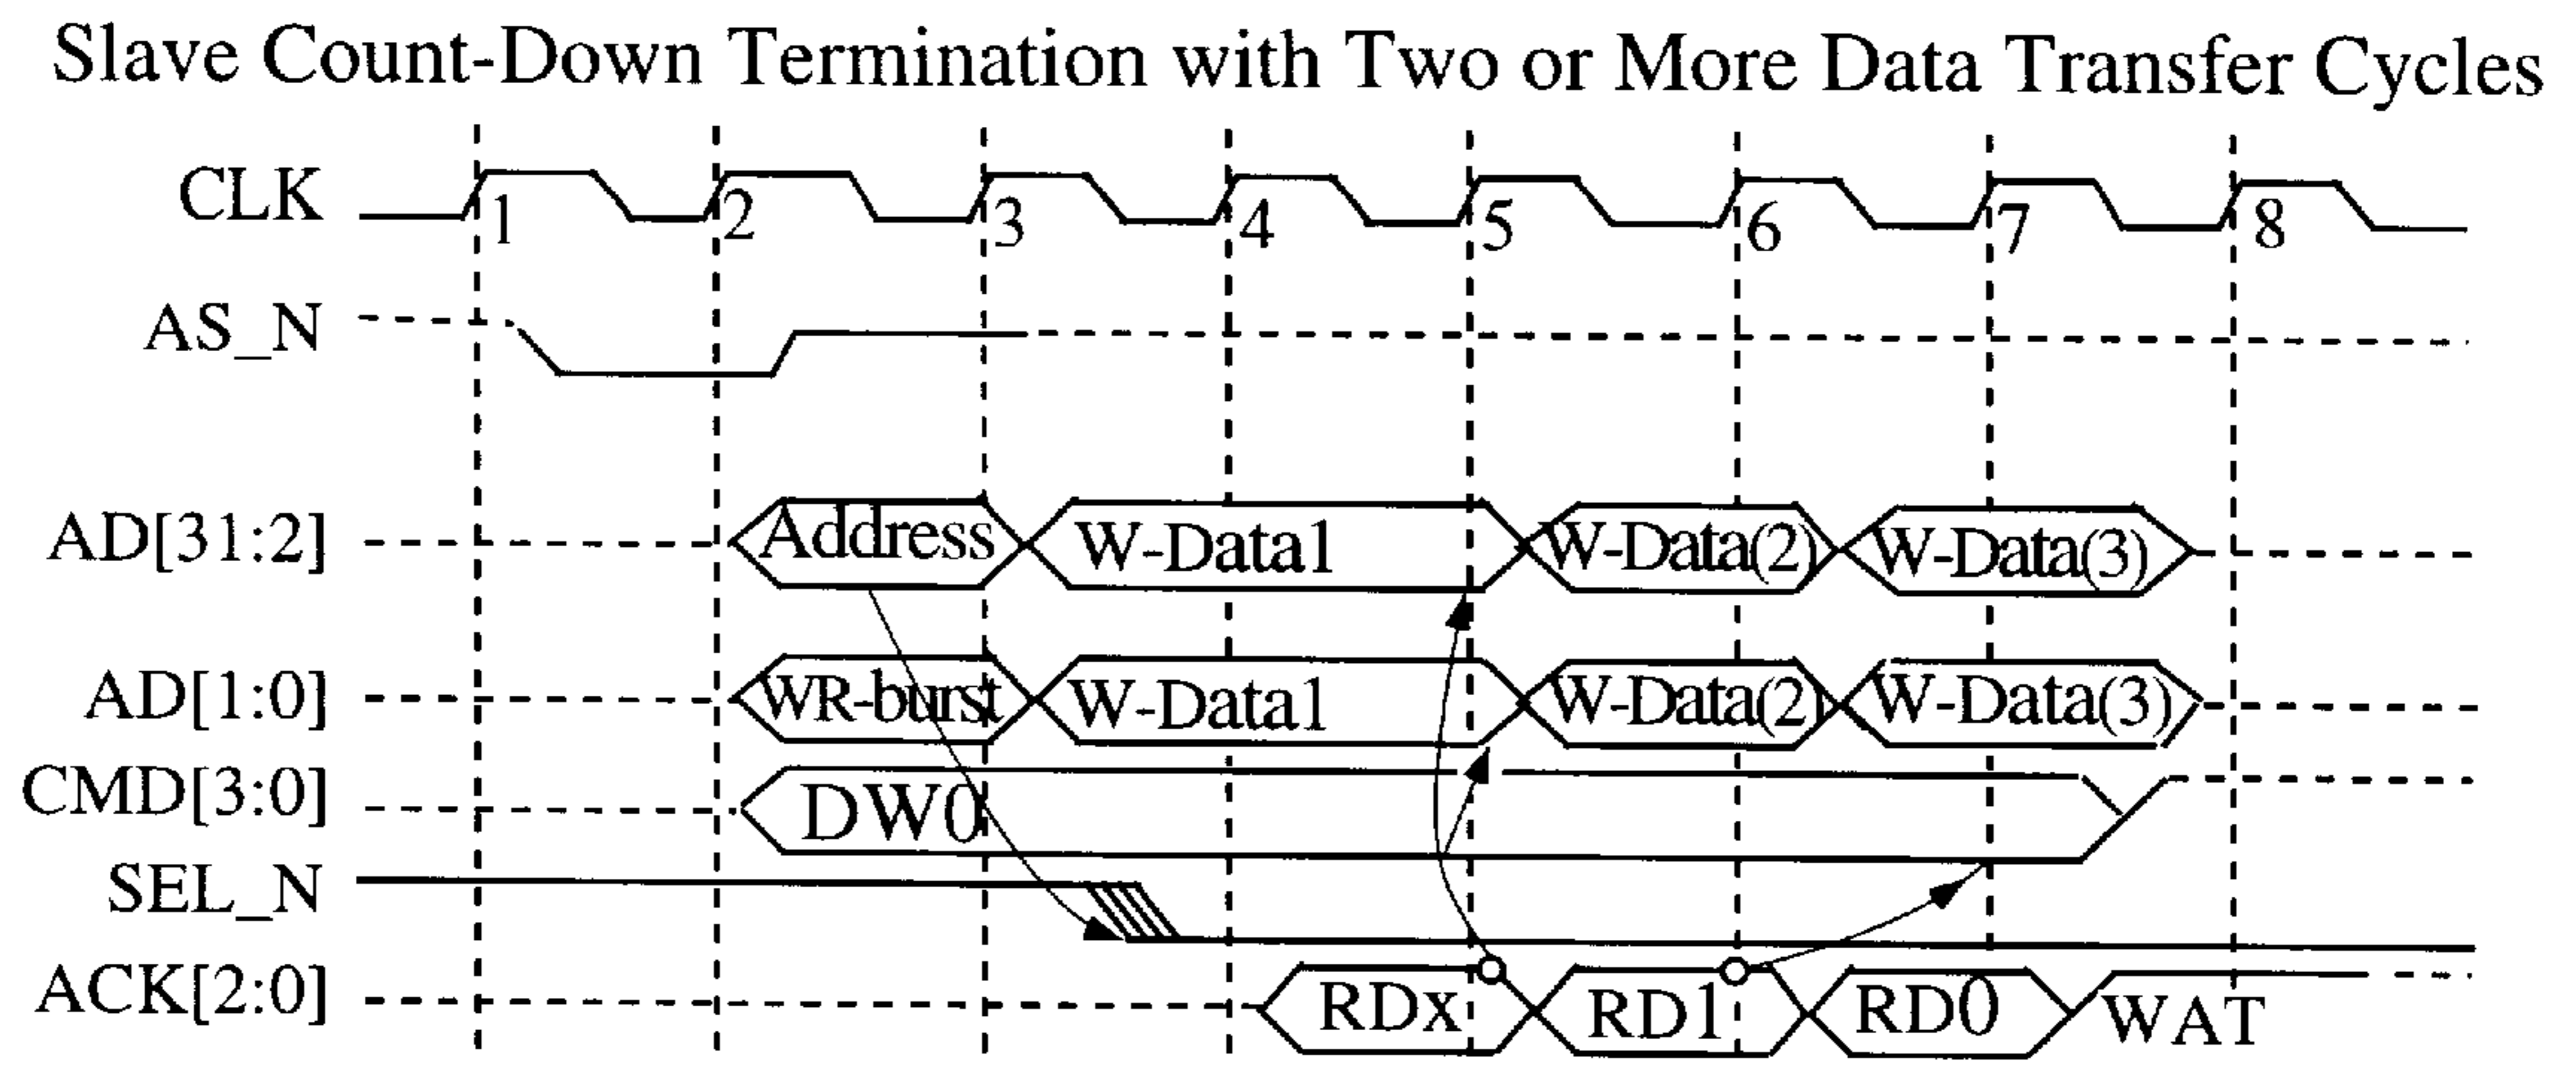 Slave Count-Down Termination with Two or More Data Transfer Cycles
CLK 1 2 3 4 5 6 7 8
AS_N
AD[31:2] Address W-Data1 W-Data(2) W-Data(3)
AD[1:0] WR-burst W-Data1 W-Data(2) W-Data(3)
CMD[3:0] DW0
SEL_N
ACK[2:0] RDx RD1 RD0 WAT